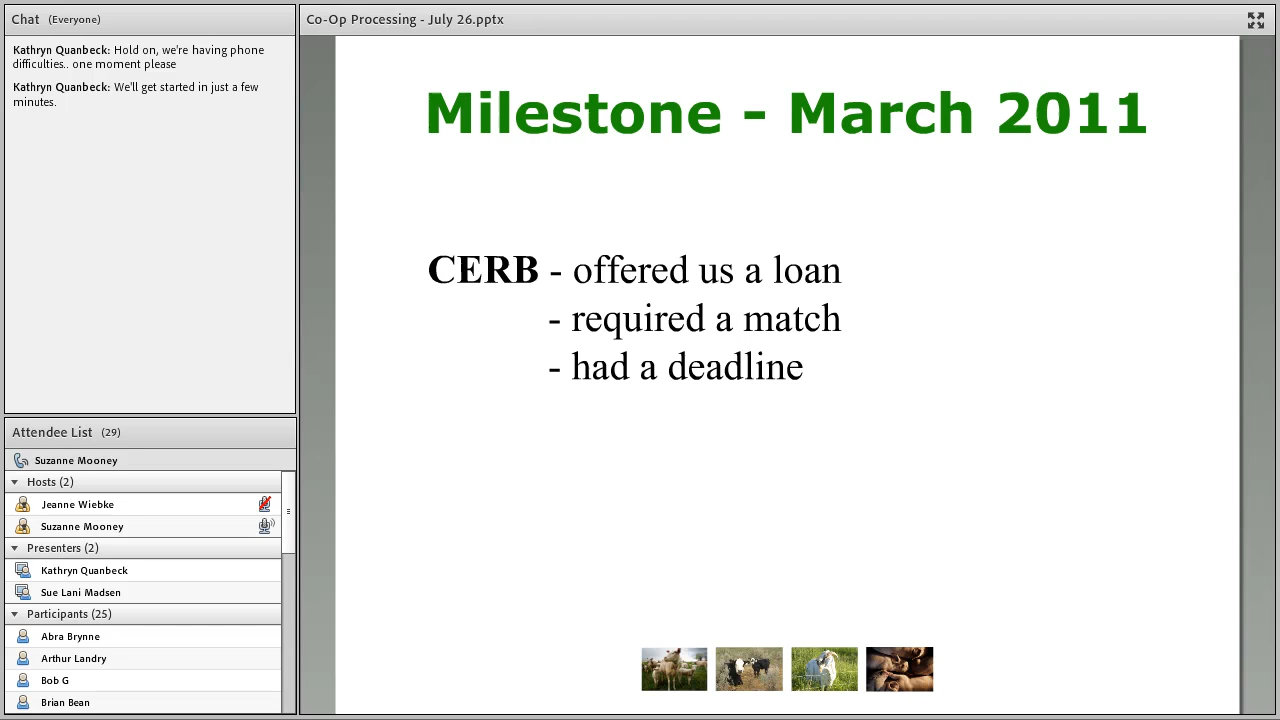 Chat (Everyone)
Kathryn Quanbeck: Hold on, we're having phone
difficulties.. one moment please
Kathryn Quanbeck: We'll get started in just a few
minutes.
Attendee List (29)
Suzanne Mooney
Hosts (2)
Jeanne Wiebke
Suzanne Mooney
Presenters (2)
Kathryn Quanbeck
Sue Lani Madsen
Participants (25)
Abra Brynne
Arthur Landry
Bob G
Brian Bean
Co-Op Processing - July 26.pptx
Milestone - March 2011
CERB - offered us a loan
- required a match
- had a deadline